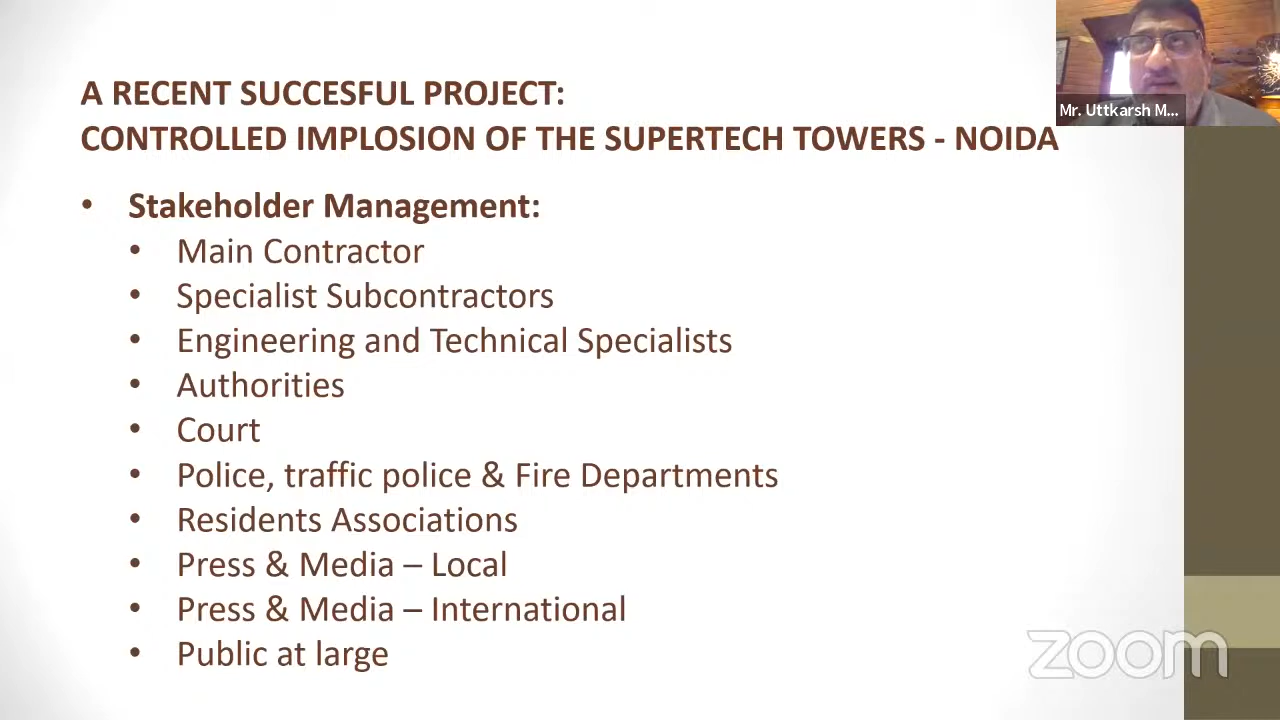 A RECENT SUCCESFUL PROJECT:
CONTROLLED IMPLOSION OF THE SUPERTECH TOWERS - NOIDA
• Stakeholder Management:
• Main Contractor
• Specialist Subcontractors
• Engineering and Technical Specialists
• Authorities
• Court
• Police, traffic police & Fire Departments
• Residents Associations
• Press & Media – Local
• Press & Media – International
• Public at large
Mr. Uttkarsh M...
zoom